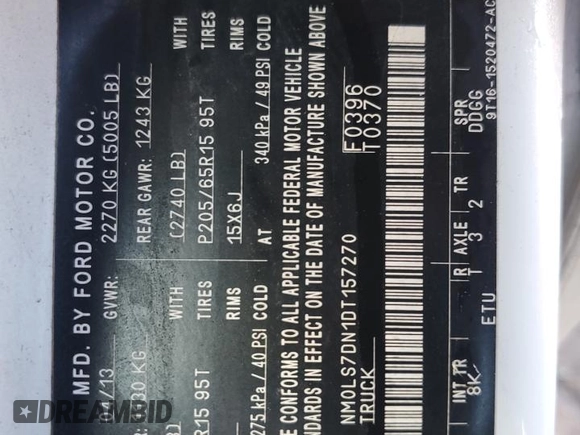 MFD. BY FORD MOTOR CO.
04/13 GVWR: 2270 KG (5005 LB)
30 KG REAR GAWR: 1243 KG
LB) WITH (2740 LB) WITH
TIRES P205/65R15 95T TIRES
R15 95T
RIMS 15X6J RIMS
275 kPa / 40 PSI COLD AT 340 kPa / 49 PSI COLD
E CONFORMS TO ALL APPLICABLE FEDERAL MOTOR VEHICLE
NDARDS IN EFFECT ON THE DATE OF MANUFACTURE SHOWN ABOVE
NM0LS7DN1DT157270 F0396
TRUCK T0370
INT TR R AXLE TR SPR
8K 1 3 2 DDGG
ETU 9T16-1520472-AC
DRIDEBID